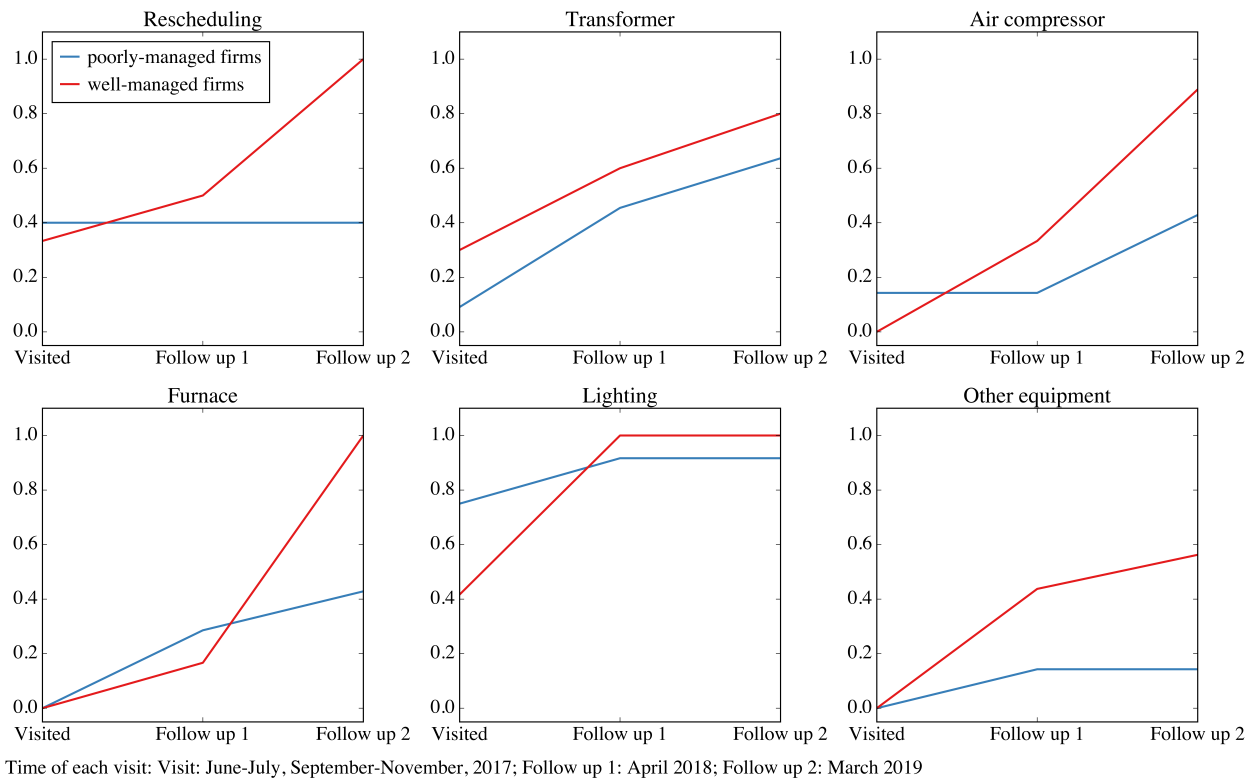 Rescheduling
1.0
0.8
0.6
0.4
0.2
0.0
poorly-managed firms
well-managed firms
Visited
Follow up 1
Follow up 2
Transformer
1.0
0.8
0.6
0.4
0.2
0.0
Visited
Follow up 1
Follow up 2
Air compressor
1.0
0.8
0.6
0.4
0.2
0.0
Visited
Follow up 1
Follow up 2
Furnace
1.0
0.8
0.6
0.4
0.2
0.0
Visited
Follow up 1
Follow up 2
Lighting
1.0
0.8
0.6
0.4
0.2
0.0
Visited
Follow up 1
Follow up 2
Other equipment
1.0
0.8
0.6
0.4
0.2
0.0
Visited
Follow up 1
Follow up 2
Time of each visit: Visit: June-July, September-November, 2017; Follow up 1: April 2018; Follow up 2: March 2019